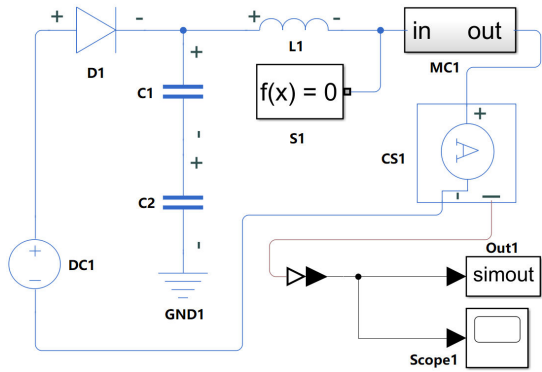 + - + - in out
D1 L1 MC1
+
C1 f(x) = 0 +
- S1 A
+ CS1
C2 - —
-
+ DC1 Out1
- simout
GND1
Scope1